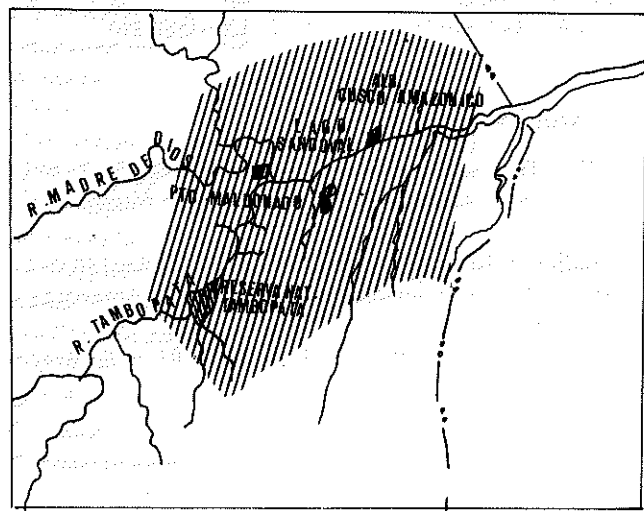 ALB.
CUSCO AMAZONICO
LAGO
SANDOVAL
R. MADRE DE DIOS
PTO. MALDONADO
RESERVA NAT.
TAMBOPATA
R. TAMBOPATA